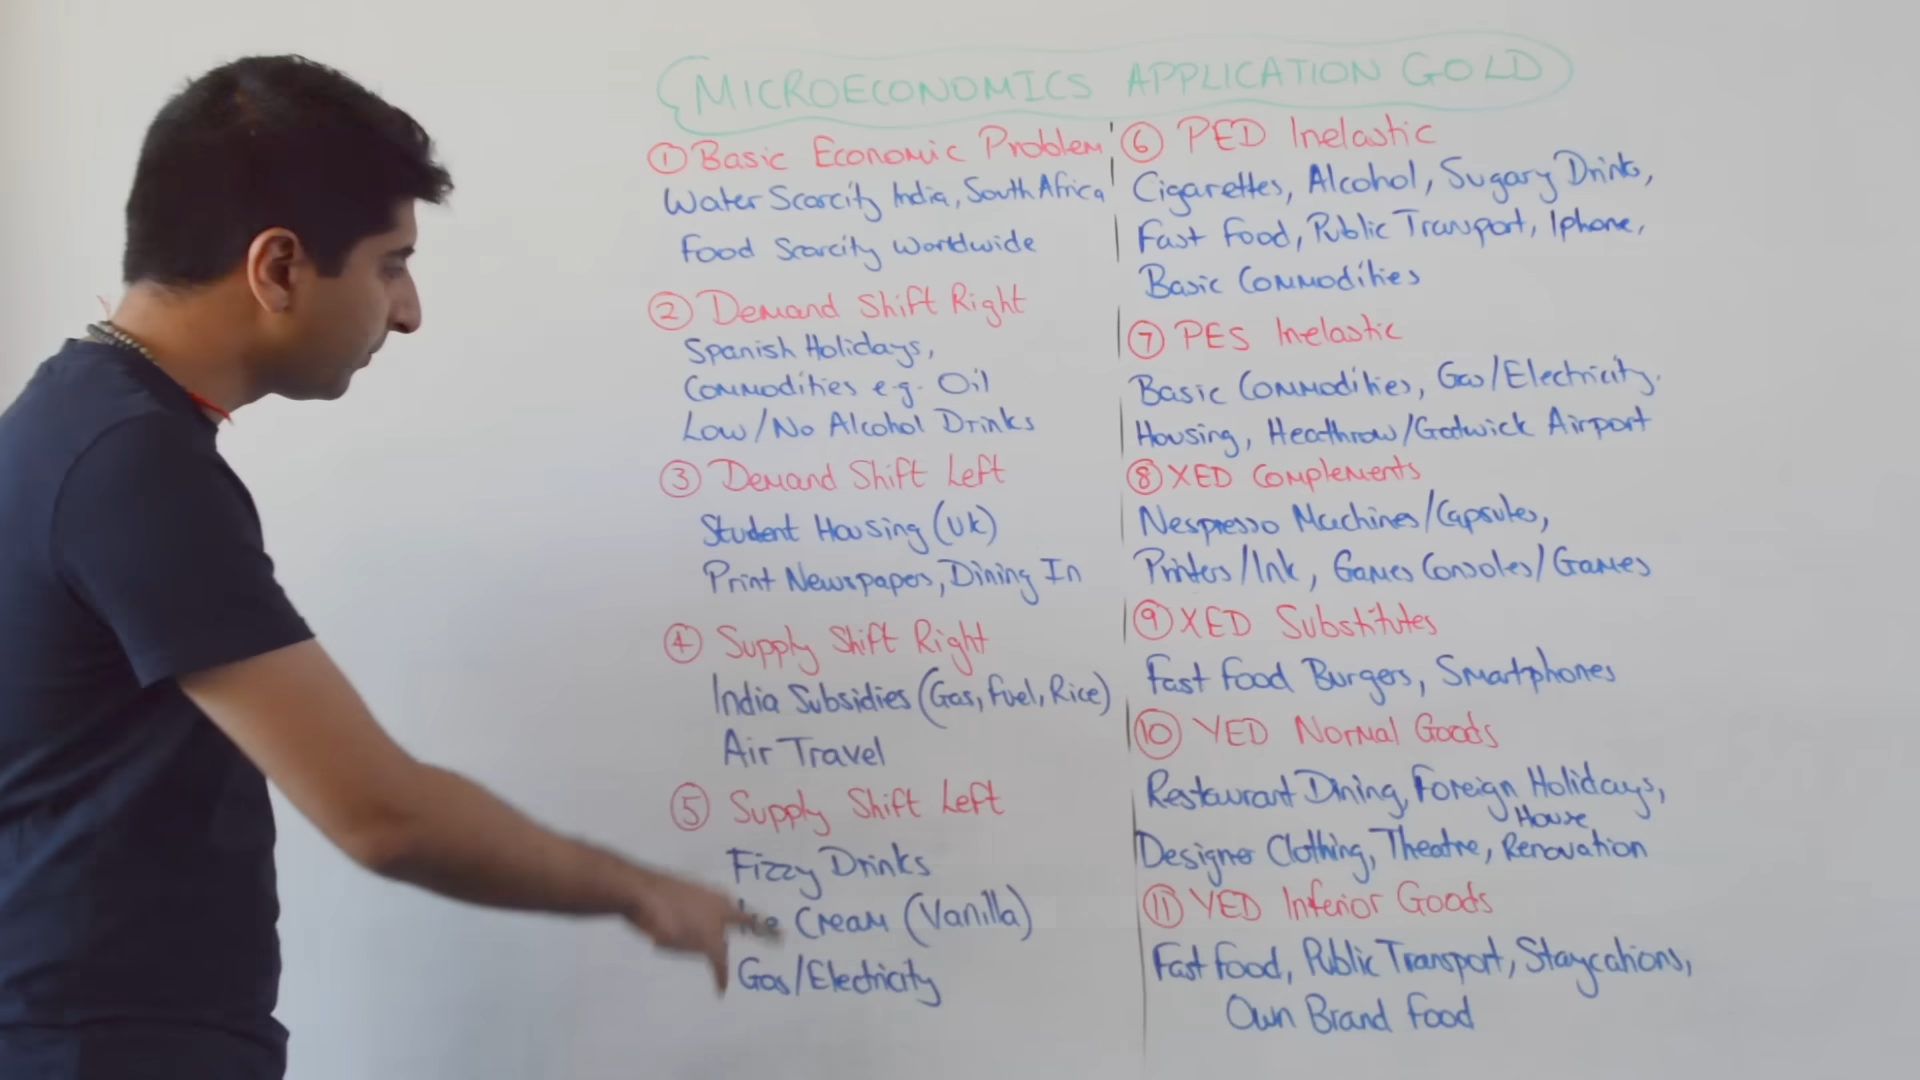 MICROECONOMICS APPLICATION GOLD
① Basic Economic Problem
Water Scarcity India, South Africa
Food Scarcity Worldwide
② Demand Shift Right
Spanish Holidays,
Commodities e.g. Oil
Low/No Alcohol Drinks
③ Demand Shift Left
Student Housing (UK)
Print Newspapers, Dining In
④ Supply Shift Right
India Subsidies (Gas, Fuel, Rice)
Air Travel
⑤ Supply Shift Left
Fizzy Drinks
Ice Cream (Vanilla)
Gas/Electricity
⑥ PED Inelastic
Cigarettes, Alcohol, Sugary Drinks,
Fast Food, Public Transport, Iphone,
Basic Commodities
⑦ PES Inelastic
Basic Commodities, Gas/Electricity,
Housing, Heathrow/Gatwick Airport
⑧ XED Complements
Nespresso Machines/Capsules,
Printers/Ink, Games Consoles/Games
⑨ XED Substitutes
Fast Food Burgers, Smartphones
⑩ YED Normal Goods
Restaurant Dining, Foreign Holidays,
Designer Clothing, Theatre, House Renovation
⑪ YED Inferior Goods
Fast Food, Public Transport, Staycations,
Own Brand Food